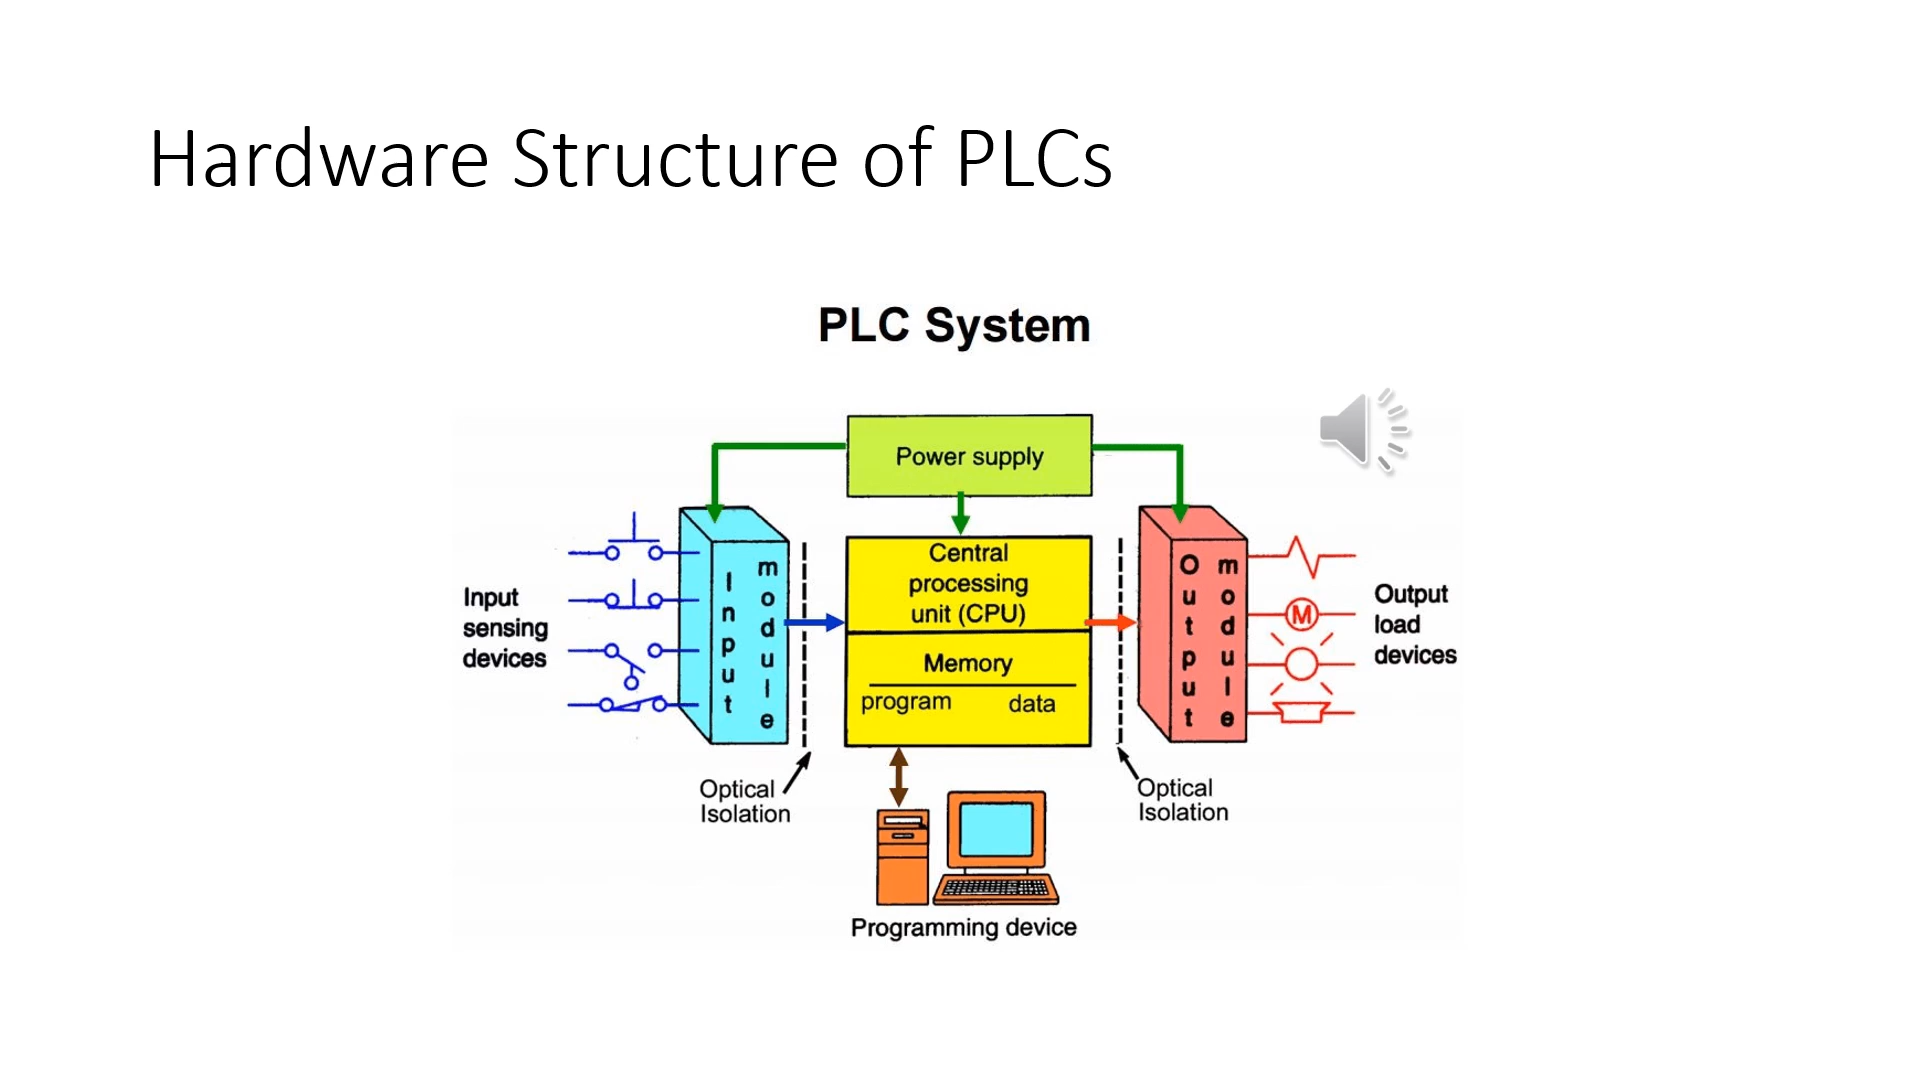 Hardware Structure of PLCs
PLC System
Power supply
Input
sensing
devices
Input
module
Central
processing
unit (CPU)
Memory
program data
Output
module
M
Output
load
devices
Optical
Isolation
Optical
Isolation
Programming device